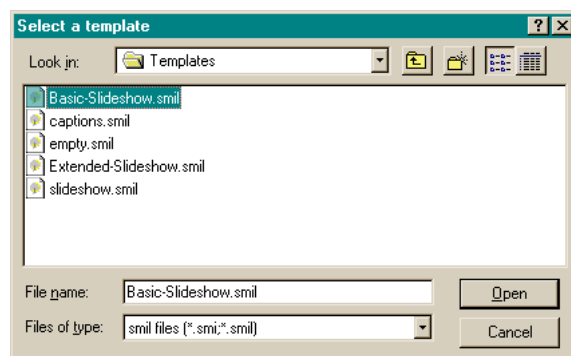 Select a template
Look in: Templates
Basic-Slideshow.smil
captions.smil
empty.smil
Extended-Slideshow.smil
slideshow.smil
File name: Basic-Slideshow.smil Open
Files of type: smil files (*.smi;*.smil) Cancel